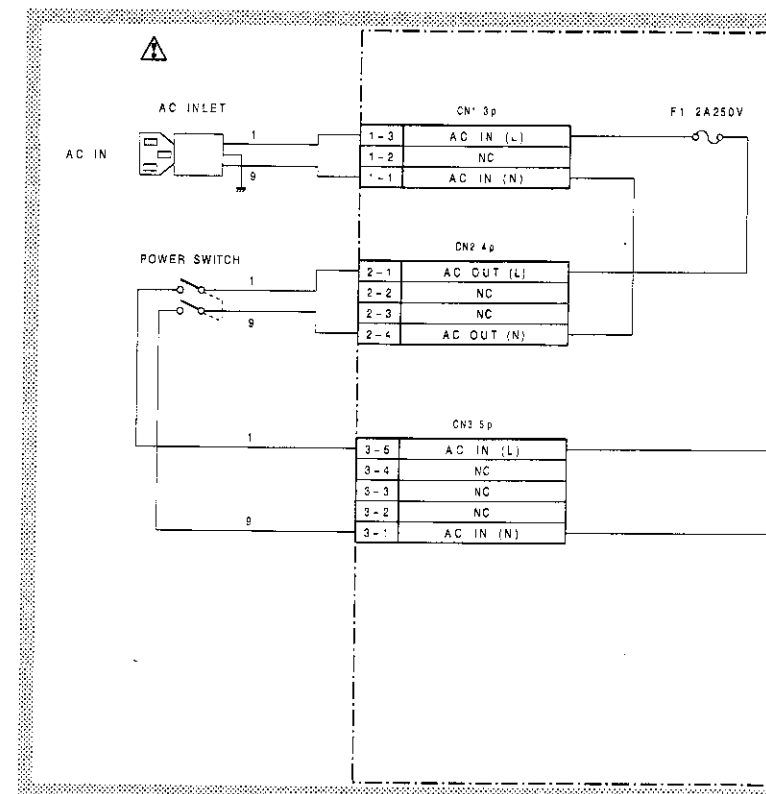 AC INLET
AC IN
1
9
CN1 3p
1-3 AC IN (L)
1-2 NC
1-1 AC IN (N)
F1 2A250V
POWER SWITCH
1
9
CN2 4p
2-1 AC OUT (L)
2-2 NC
2-3 NC
2-4 AC OUT (N)
1
9
CN3 5p
3-5 AC IN (L)
3-4 NC
3-3 NC
3-2 NC
3-1 AC IN (N)